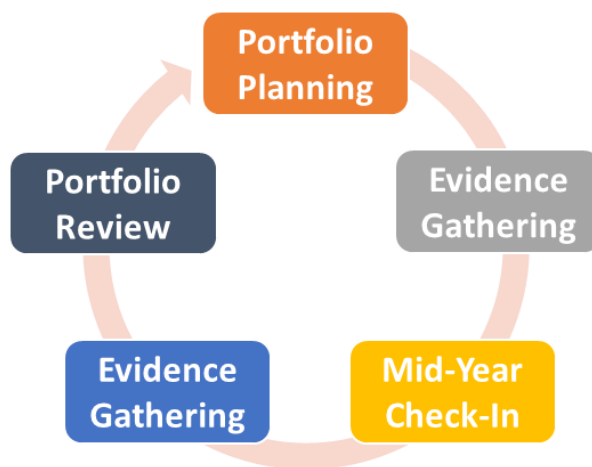 Portfolio
Planning
Evidence
Gathering
Mid-Year
Check-In
Evidence
Gathering
Portfolio
Review